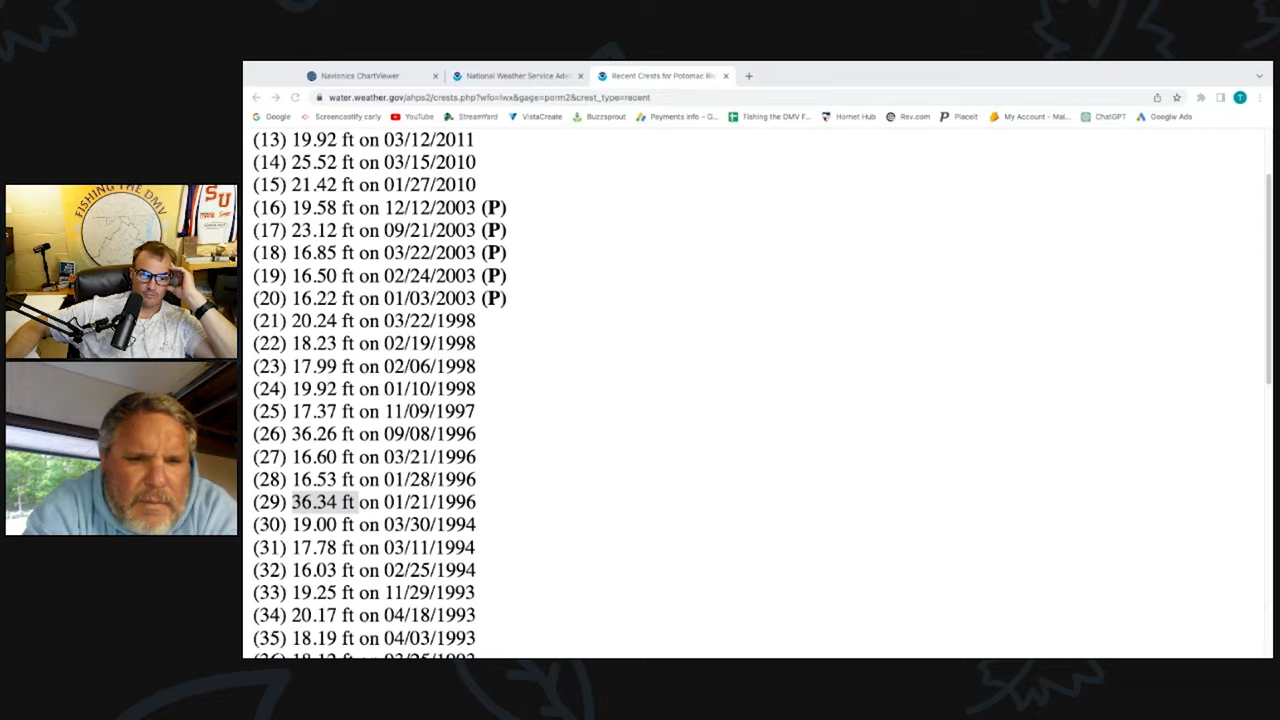 Navionics ChartViewer
National Weather Service Adv
Recent Crests for Potomac Riv
water.weather.gov/ahps2/crests.php?wfo=lwx&gage=porm2&crest_type=recent
T
Google
Screencastify carly
YouTube
StreamYard
VistaCreate
Buzzsprout
Payments info – G...
Fishing the DMV F...
Hornet Hub
Rev.com
Placeit
My Account - Mai...
ChatGPT
Google Ads
(13) 19.92 ft on 03/12/2011
(14) 25.52 ft on 03/15/2010
(15) 21.42 ft on 01/27/2010
(16) 19.58 ft on 12/12/2003 (P)
(17) 23.12 ft on 09/21/2003 (P)
(18) 16.85 ft on 03/22/2003 (P)
(19) 16.50 ft on 02/24/2003 (P)
(20) 16.22 ft on 01/03/2003 (P)
(21) 20.24 ft on 03/22/1998
(22) 18.23 ft on 02/19/1998
(23) 17.99 ft on 02/06/1998
(24) 19.92 ft on 01/10/1998
(25) 17.37 ft on 11/09/1997
(26) 36.26 ft on 09/08/1996
(27) 16.60 ft on 03/21/1996
(28) 16.53 ft on 01/28/1996
(29) 36.34 ft on 01/21/1996
(30) 19.00 ft on 03/30/1994
(31) 17.78 ft on 03/11/1994
(32) 16.03 ft on 02/25/1994
(33) 19.25 ft on 11/29/1993
(34) 20.17 ft on 04/18/1993
(35) 18.19 ft on 04/03/1993
FISHING THE DMV
SU